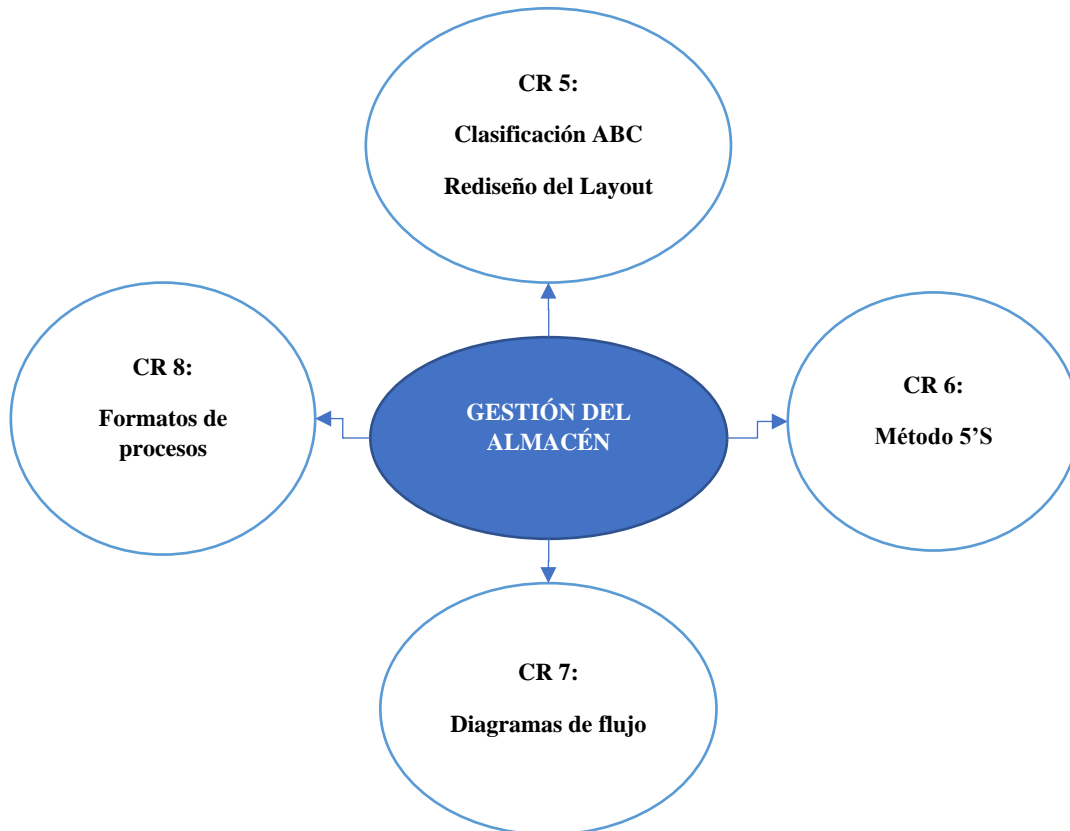 CR 5:
Clasificación ABC
Rediseño del Layout
CR 8:
Formatos de
procesos
GESTIÓN DEL
ALMACÉN
CR 6:
Método 5’S
CR 7:
Diagramas de flujo